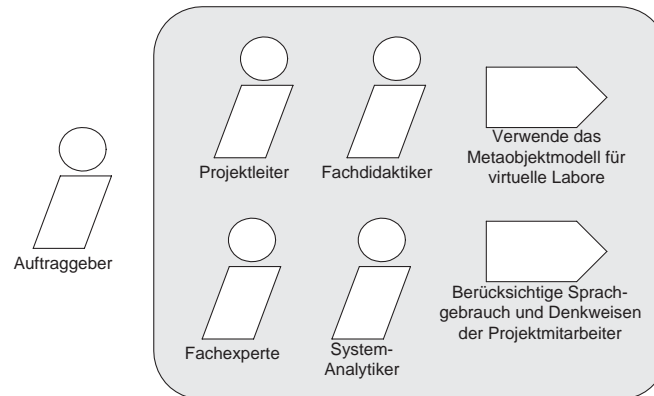 Auftraggeber
Projektleiter
Fachdidaktiker
Verwende das
Metaobjektmodell für
virtuelle Labore
Fachexperte
System-
Analytiker
Berücksichtige Sprach-
gebrauch und Denkweisen
der Projektmitarbeiter